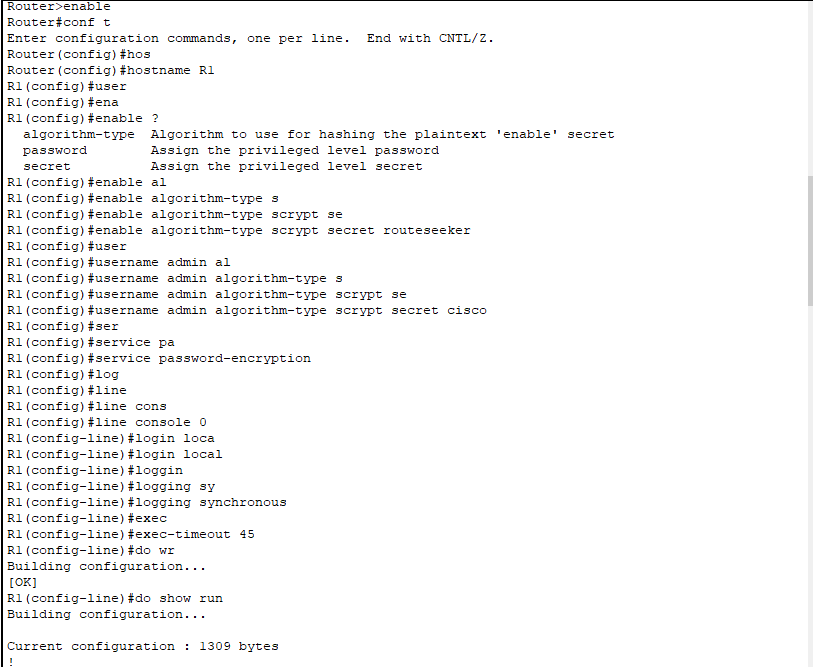 Router>enable
Router#conf t
Enter configuration commands, one per line.  End with CNTL/Z.
Router(config)#hos
Router(config)#hostname R1
R1(config)#user
R1(config)#ena
R1(config)#enable ?
  algorithm-type  Algorithm to use for hashing the plaintext 'enable' secret
  password        Assign the privileged level password
  secret          Assign the privileged level secret
R1(config)#enable al
R1(config)#enable algorithm-type s
R1(config)#enable algorithm-type scrypt se
R1(config)#enable algorithm-type scrypt secret routeseeker
R1(config)#user
R1(config)#username admin al
R1(config)#username admin algorithm-type s
R1(config)#username admin algorithm-type scrypt se
R1(config)#username admin algorithm-type scrypt secret cisco
R1(config)#ser
R1(config)#service pa
R1(config)#service password-encryption
R1(config)#log
R1(config)#line
R1(config)#line cons
R1(config)#line console 0
R1(config-line)#login loca
R1(config-line)#login local
R1(config-line)#loggin
R1(config-line)#logging sy
R1(config-line)#logging synchronous
R1(config-line)#exec
R1(config-line)#exec-timeout 45
R1(config-line)#do wr
Building configuration...
[OK]
R1(config-line)#do show run
Building configuration...
Current configuration : 1309 bytes
!